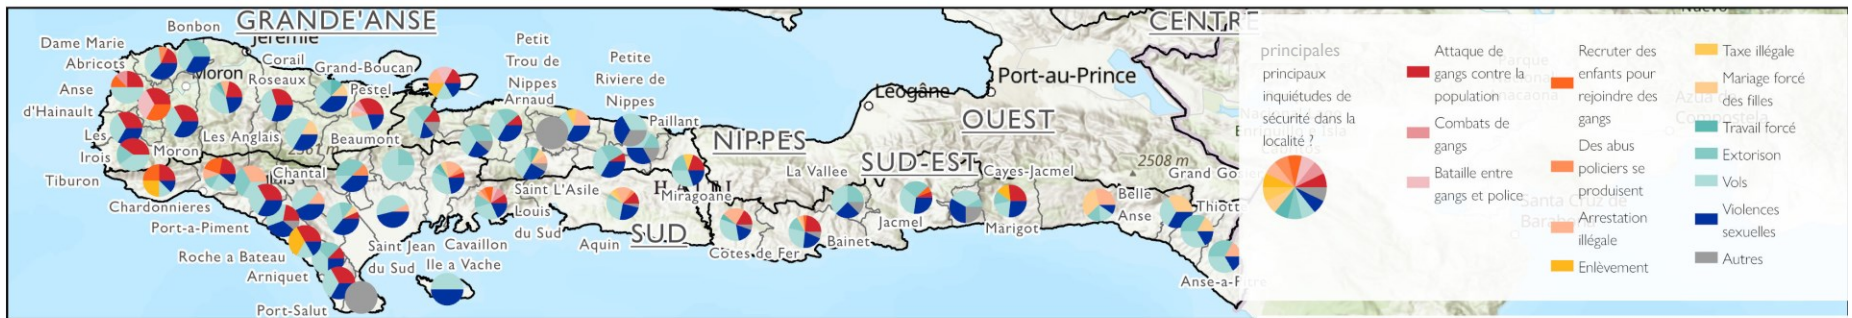 GRANDE'ANSE
Bonbon
Jeremie
Dame Marie
Abricots
Anse
d'Hainault
Les
Irois
Tiburon
Moron
Corail
Roseaux
Grand-Boucan
Pestel
Les Anglais
Beaumont
Moron
Chantal
Chardonnieres
Port-a-Piment
Roche a Bateau
Arniquet
Port-Salut
Saint Jean
du Sud
Cavaillon
Ile a Vache
Petit
Trou de
Nippes
Arnaud
Petite
Riviere de
Nippes
Paillant
Saint L'Asile
Louis
du Sud
Aquin
SUD
Miragoane
NIPPES
Léogâne
Port-au-Prince
CENTRE
OUEST
SUD-EST
2508 m
La Vallee
Cayes-Jacmel
Jacmel
Bainet
Côtes de Fer
Marigot
Belle
Anse
Thiott
Anse-a-Pitre
principales
principaux
inquiétudes de
sécurité dans la
localité ?
Attaque de
gangs contre la
population
Combats de
gangs
Bataille entre
gangs et police
Recruter des
enfants pour
rejoindre des
gangs
Des abus
policiers se
produisent
Arrestation
illégale
Enlèvement
Taxe illégale
Mariage forcé
des filles
Travail forcé
Extorison
Vols
Violences
sexuelles
Autres